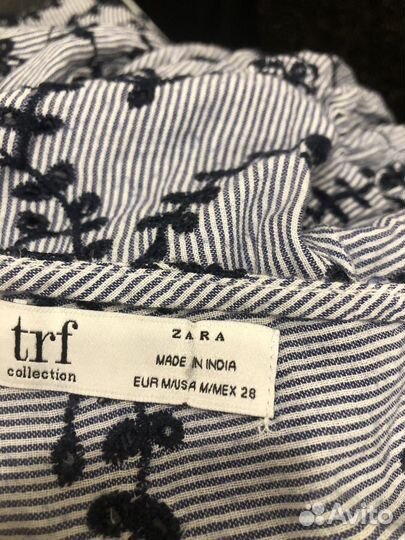 trf
collection
ZARA
MADE IN INDIA
EUR M/USA M/MEX 28
Avito